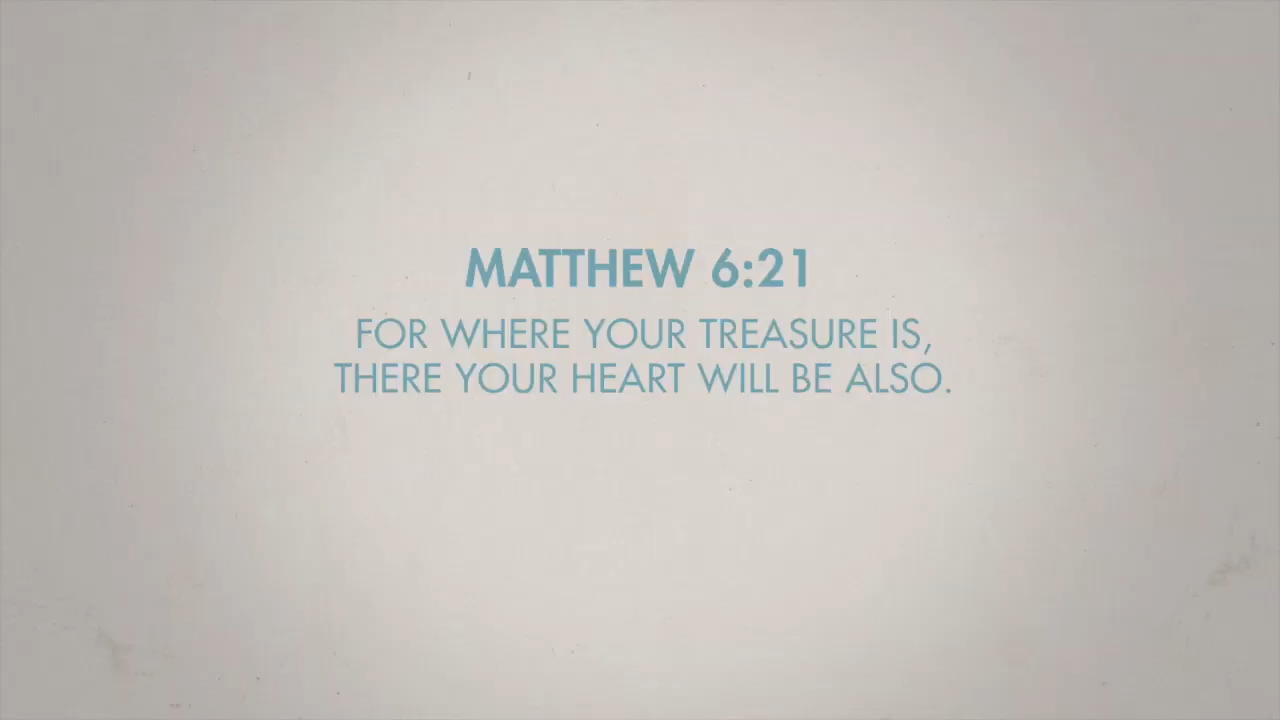 MATTHEW 6:21
FOR WHERE YOUR TREASURE IS,
THERE YOUR HEART WILL BE ALSO.